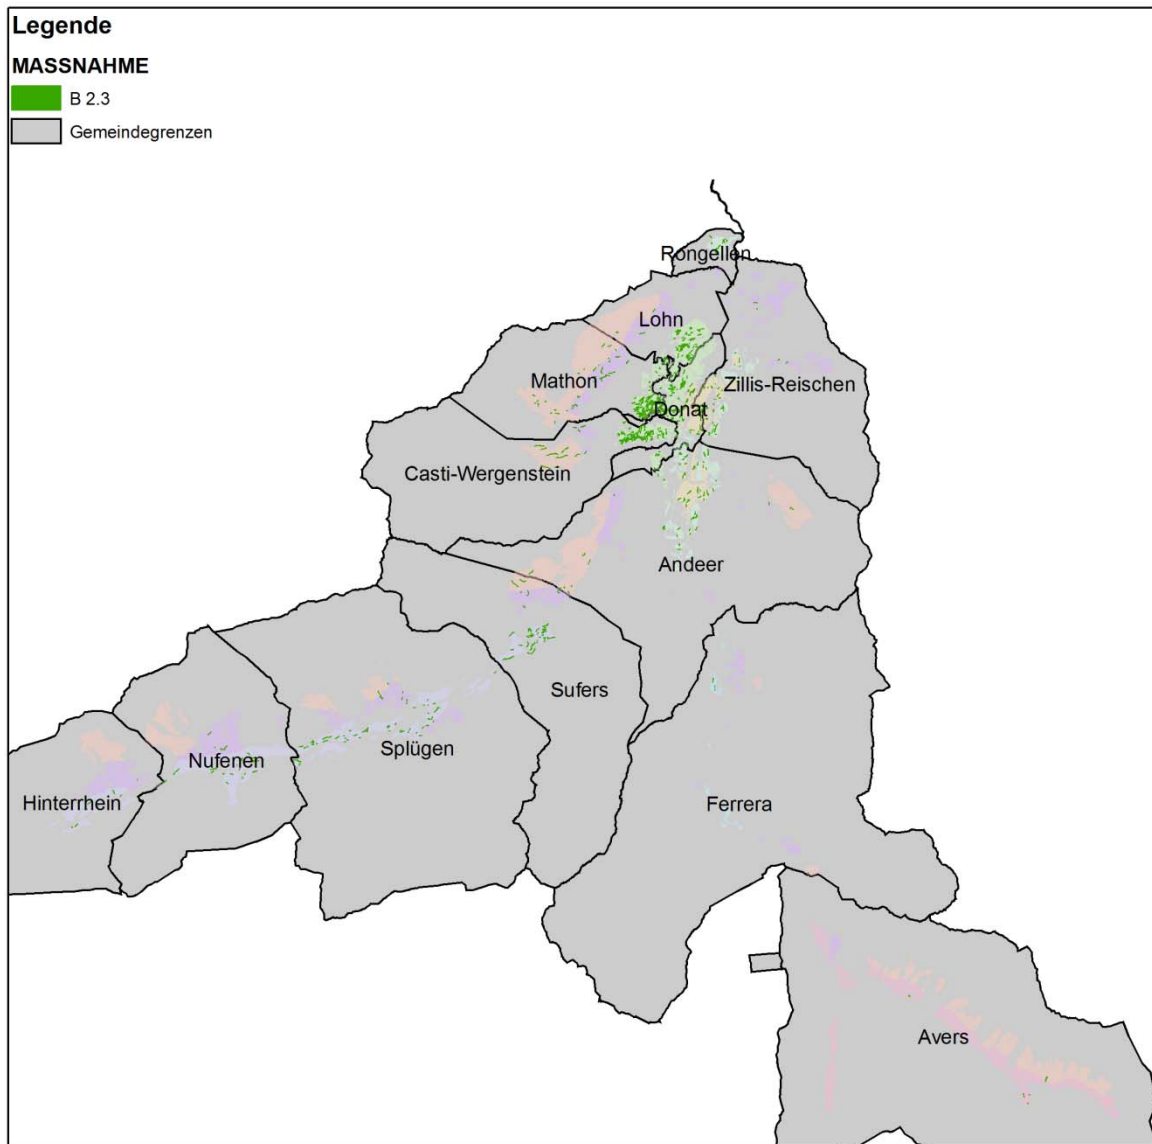 Legende
MASSNAHME
B 2.3
Gemeindegrenzen
Rongellen
Lohn
Mathon
Zillis-Reischen
Donat
Casti-Wergenstein
Andeer
Sufers
Splügen
Nufenen
Hinterrhein
Ferrera
Avers